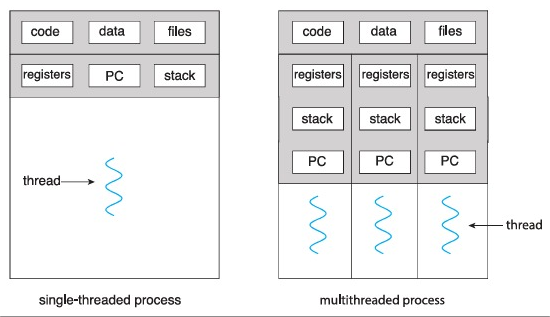 code data files
registers PC stack
thread
single-threaded process
code data files
registers registers registers
stack stack stack
PC PC PC
thread
multithreaded process